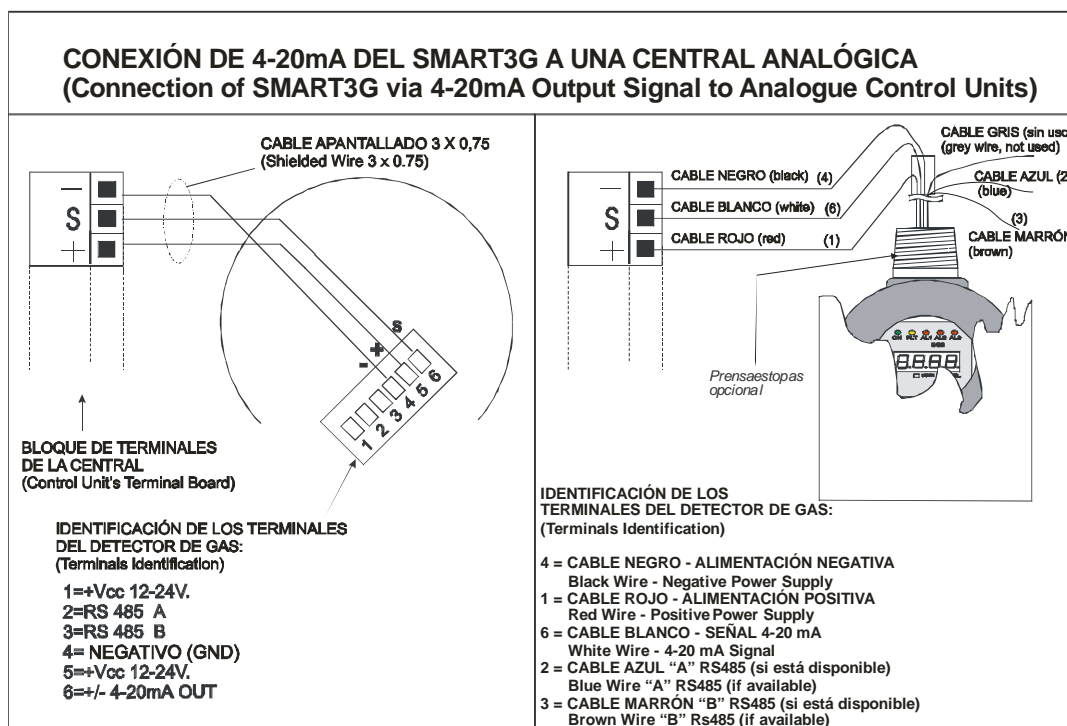 CONEXIÓN DE 4-20mA DEL SMART3G A UNA CENTRAL ANALÓGICA
(Connection of SMART3G via 4-20mA Output Signal to Analogue Control Units)
CABLE APANTALLADO 3 X 0,75
(Shielded Wire 3 x 0.75)
−
S
+
- + S
1 2 3 4 5 6
BLOQUE DE TERMINALES
DE LA CENTRAL
(Control Unit's Terminal Board)
IDENTIFICACIÓN DE LOS TERMINALES
DEL DETECTOR DE GAS:
(Terminals Identification)
1=+Vcc 12-24V.
2=RS 485 A
3=RS 485 B
4= NEGATIVO (GND)
5=+Vcc 12-24V.
6=+/- 4-20mA OUT
CABLE GRIS (sin uso
(grey wire, not used)
CABLE AZUL (2
(blue)
(3)
CABLE MARRÓN
(brown)
− CABLE NEGRO (black) (4)
S CABLE BLANCO (white) (6)
+ CABLE ROJO (red) (1)
ON FLT AL1 AL2 AL3
8.8.8.8.
Prensaestopas
opcional
IDENTIFICACIÓN DE LOS
TERMINALES DEL DETECTOR DE GAS:
(Terminals Identification)
4 = CABLE NEGRO - ALIMENTACIÓN NEGATIVA
Black Wire - Negative Power Supply
1 = CABLE ROJO - ALIMENTACIÓN POSITIVA
Red Wire - Positive Power Supply
6 = CABLE BLANCO - SEÑAL 4-20 mA
White Wire - 4-20 mA Signal
2 = CABLE AZUL “A” RS485 (si está disponible)
Blue Wire “A” RS485 (if available)
3 = CABLE MARRÓN “B” RS485 (si está disponible)
Brown Wire “B” Rs485 (if available)